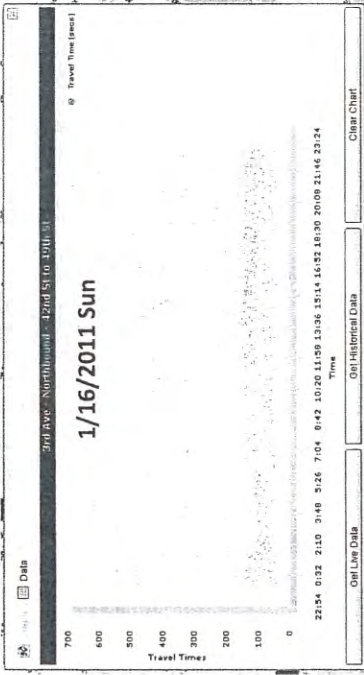 Data
3rd Ave - Northbound - 42nd St to 49th St
1/16/2011 Sun
Travel Time (secs)
700
600
500
400
300
200
100
0
Travel Times
22:54 0:32 2:10 3:48 5:26 7:04 8:42 10:20 11:58 13:36 15:14 16:52 18:30 20:08 21:46 23:24
Time
Get Live Data
Get Historical Data
Clear Chart